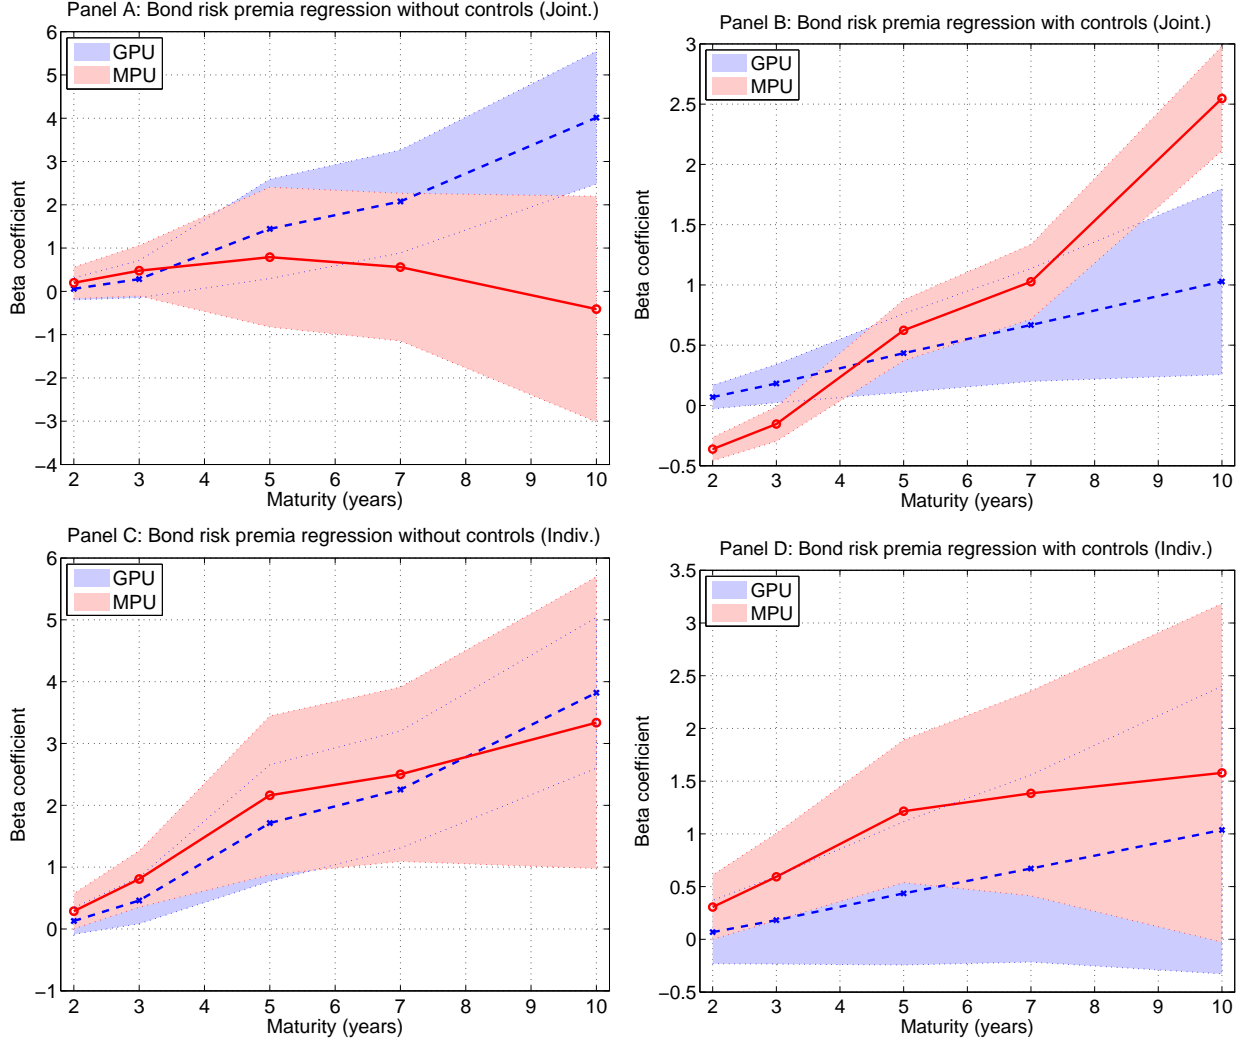 Panel A: Bond risk premia regression without controls (Joint.)
6
5
4
3
2
1
0
−1
−2
−3
−4
Beta coefficient
GPU
MPU
2 3 4 5 6 7 8 9 10
Maturity (years)
Panel B: Bond risk premia regression with controls (Joint.)
3
2.5
2
1.5
1
0.5
0
−0.5
Beta coefficient
GPU
MPU
2 3 4 5 6 7 8 9 10
Maturity (years)
Panel C: Bond risk premia regression without controls (Indiv.)
6
5
4
3
2
1
0
−1
Beta coefficient
GPU
MPU
2 3 4 5 6 7 8 9 10
Maturity (years)
Panel D: Bond risk premia regression with controls (Indiv.)
3.5
3
2.5
2
1.5
1
0.5
0
−0.5
Beta coefficient
GPU
MPU
2 3 4 5 6 7 8 9 10
Maturity (years)